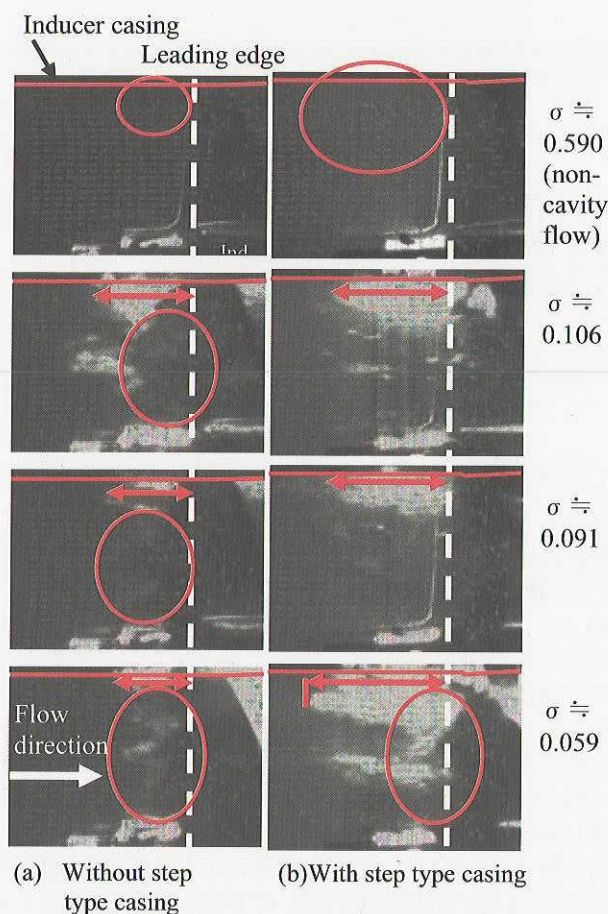 Inducer casing
Leading edge
σ ≒
0.590
(non-
cavity
flow)
Ind
σ ≒
0.106
σ ≒
0.091
σ ≒
0.059
Flow
direction
(a) Without step
type casing
(b)With step type casing